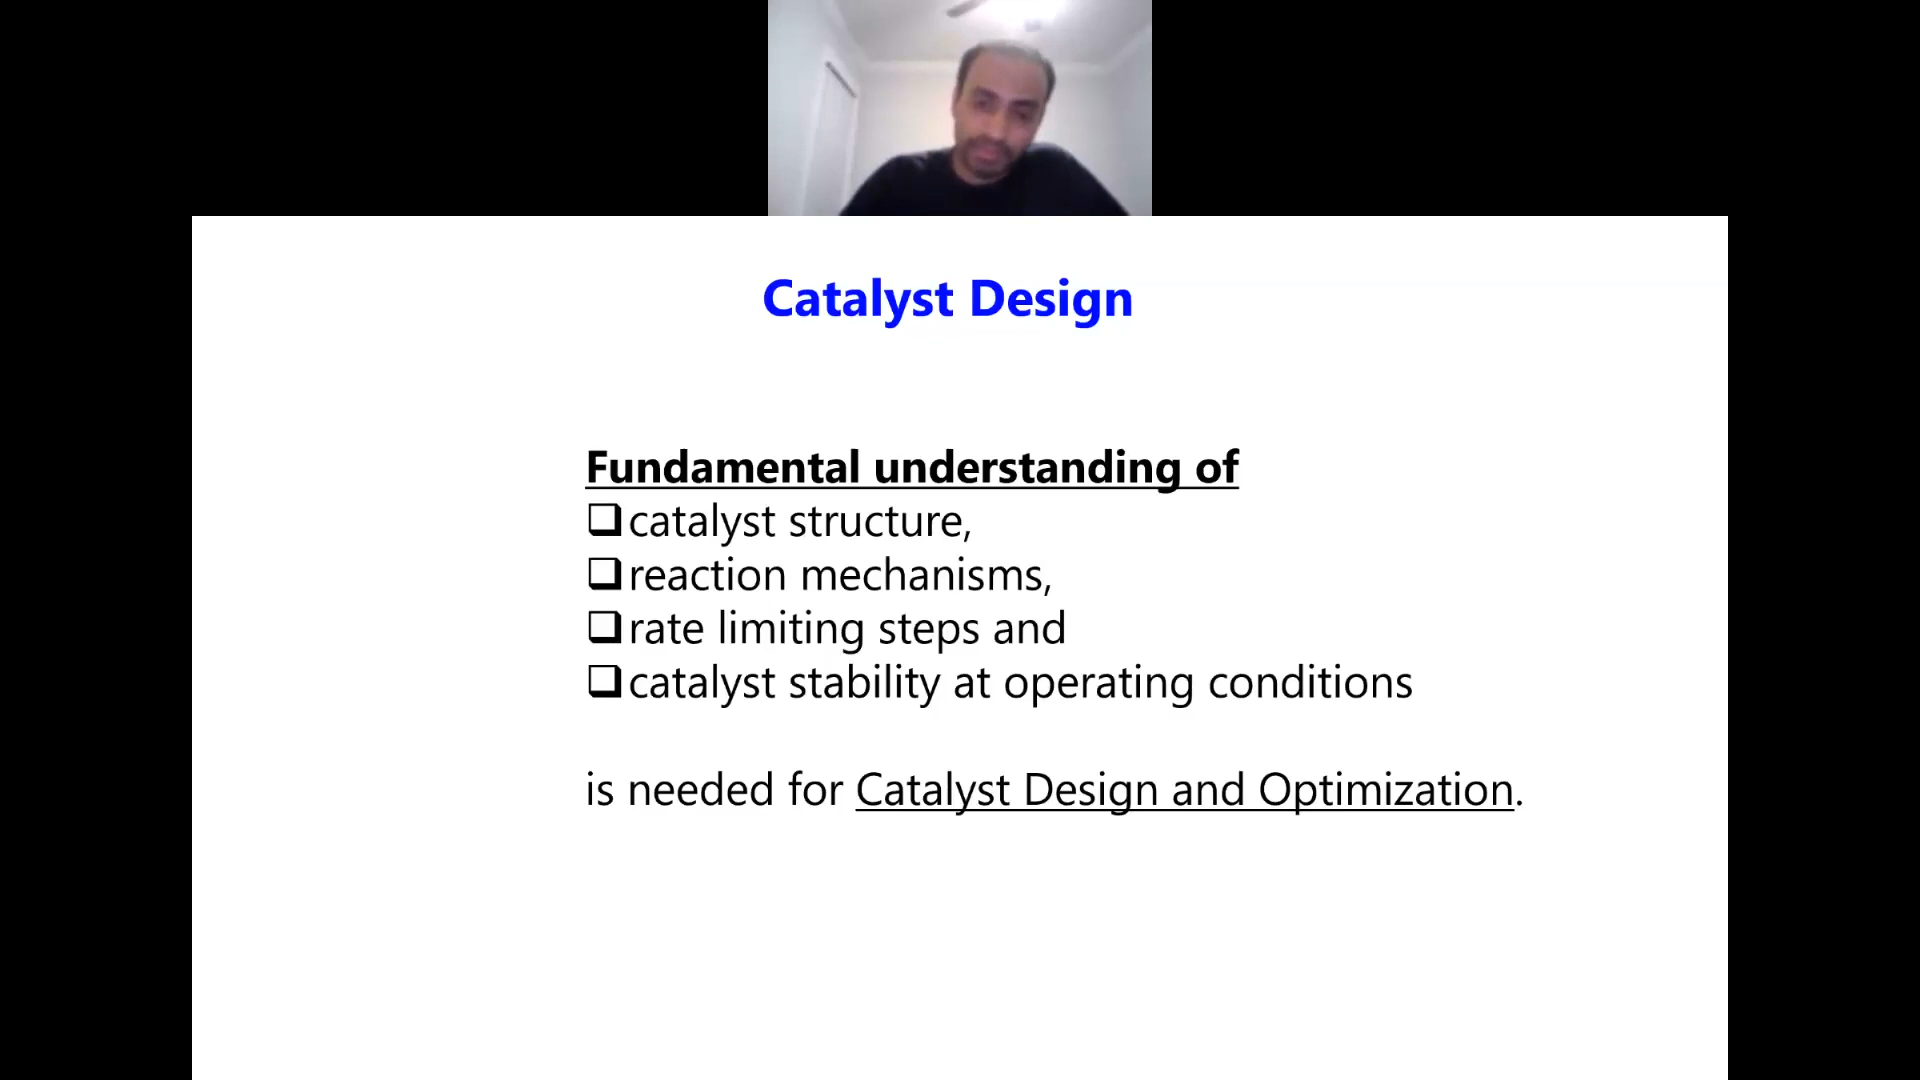 Catalyst Design
Fundamental understanding of
❑ catalyst structure,
❑ reaction mechanisms,
❑ rate limiting steps and
❑ catalyst stability at operating conditions
is needed for Catalyst Design and Optimization.